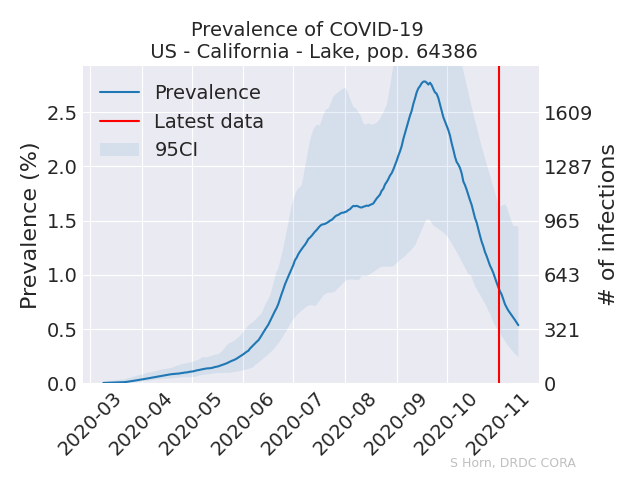 Prevalence of COVID-19
US - California - Lake, pop. 64386
Prevalence
Latest data
95CI
Prevalence (%)
2.5
2.0
1.5
1.0
0.5
0.0
1609
1287
965
643
321
0
# of infections
2020-03
2020-04
2020-05
2020-06
2020-07
2020-08
2020-09
2020-10
2020-11
S Horn, DRDC CORA